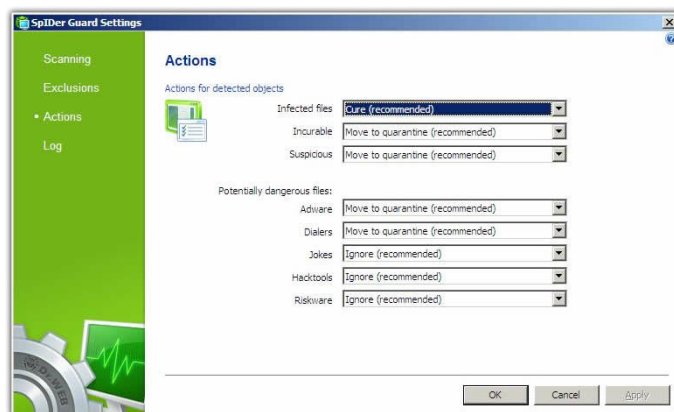 SpIDer Guard Settings
Scanning
Exclusions
Actions
Log
Actions
Actions for detected objects
Infected files Cure (recommended)
Incurable Move to quarantine (recommended)
Suspicious Move to quarantine (recommended)
Potentially dangerous files:
Adware Move to quarantine (recommended)
Dialers Move to quarantine (recommended)
Jokes Ignore (recommended)
Hacktools Ignore (recommended)
Riskware Ignore (recommended)
Dr.WEB
OK Cancel Apply